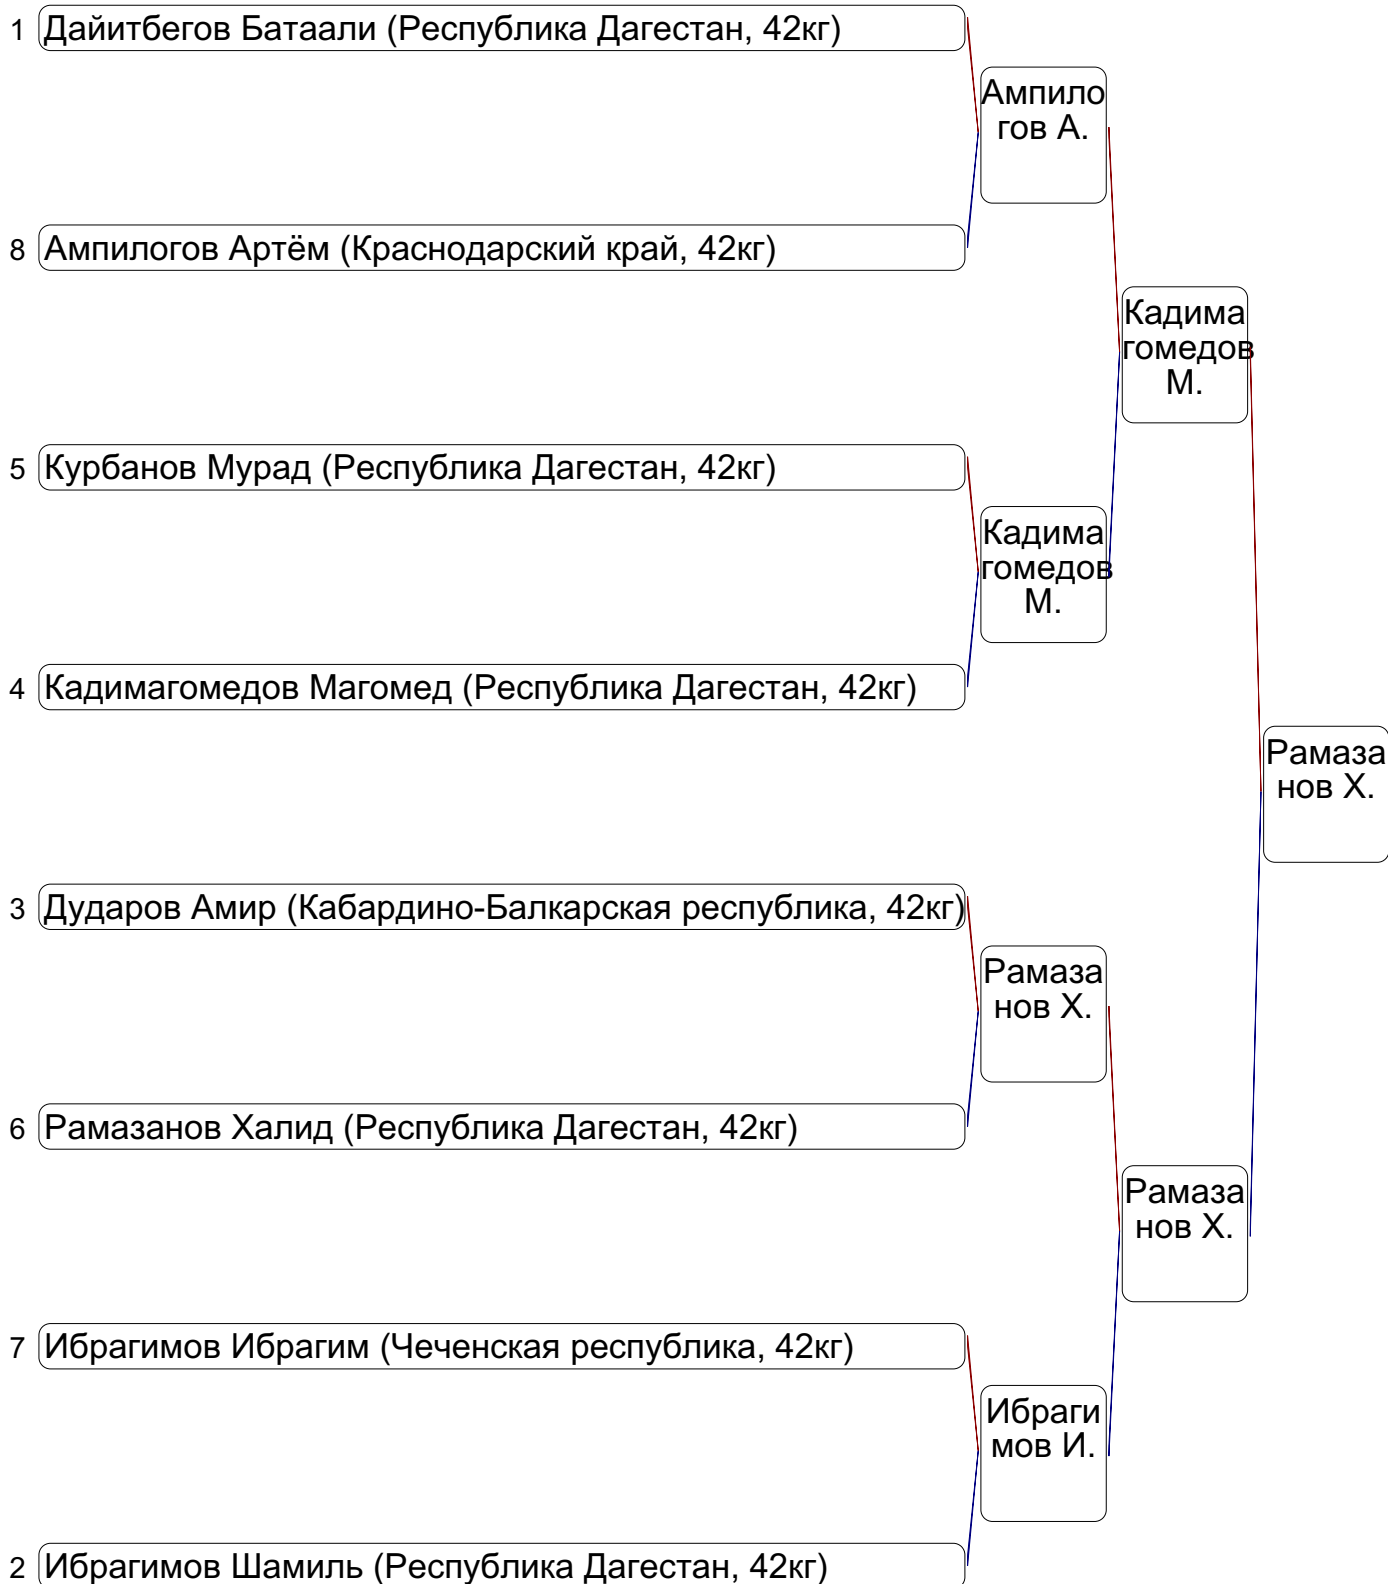 1 Дайитбегов Батаали (Республика Дагестан, 42кг)
Ампило
гов А.
8 Ампилогов Артём (Краснодарский край, 42кг)
Кадима
гомедов
М.
5 Курбанов Мурад (Республика Дагестан, 42кг)
Кадима
гомедов
М.
4 Кадимагомедов Магомед (Республика Дагестан, 42кг)
Рамаза
нов Х.
3 Дударов Амир (Кабардино-Балкарская республика, 42кг)
Рамаза
нов Х.
6 Рамазанов Халид (Республика Дагестан, 42кг)
Рамаза
нов Х.
7 Ибрагимов Ибрагим (Чеченская республика, 42кг)
Ибраги
мов И.
2 Ибрагимов Шамиль (Республика Дагестан, 42кг)